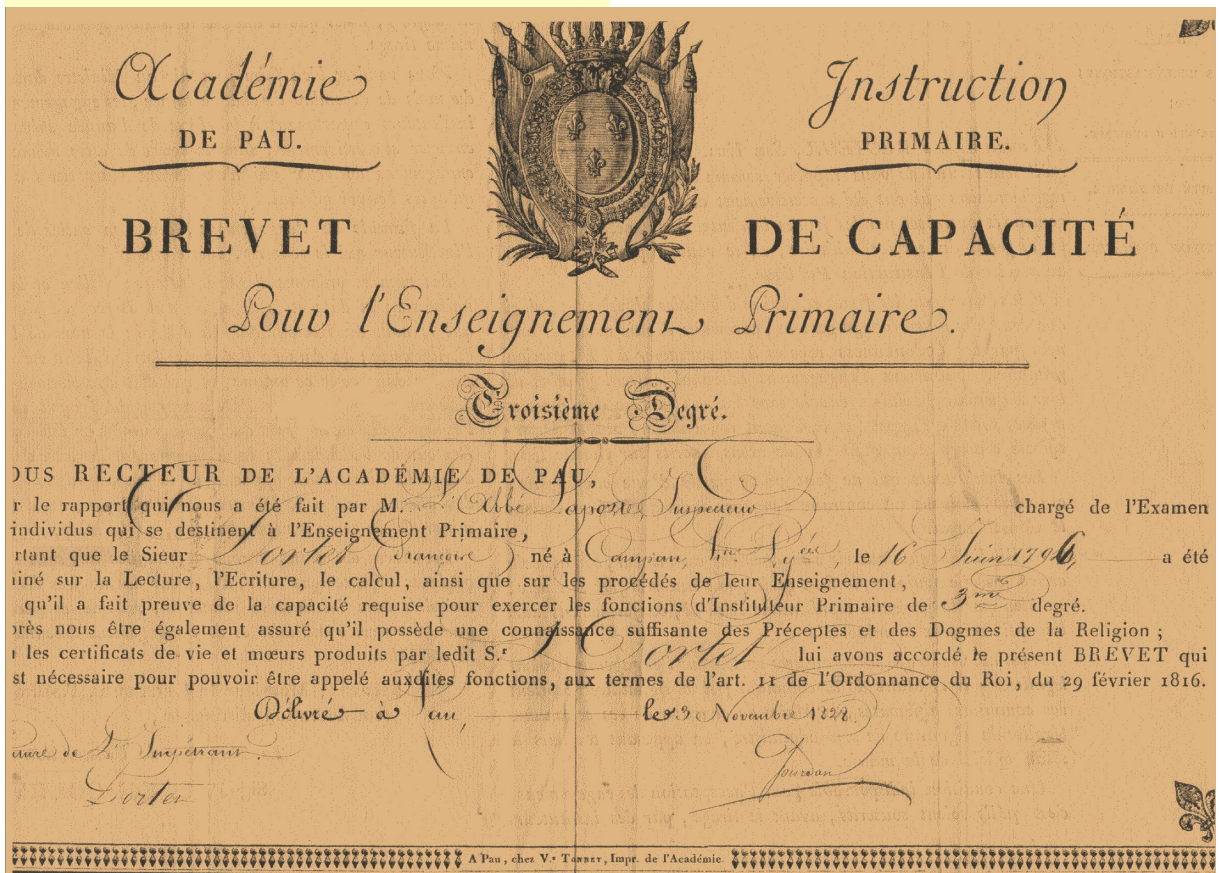 Académie
DE PAU.
Instruction
PRIMAIRE.
BREVET DE CAPACITÉ
Pour l'Enseignement Primaire.
Troisième Degré.
OUS RECTEUR DE L'ACADÉMIE DE PAU,
r le rapport qui nous a été fait par M. L'Abbé Laporte Inspecteur chargé de l'Examen
individus qui se destinent à l'Enseignement Primaire,
rtant que le Sieur (françois) né à Campan, le 16 Juin 1796, a été
iné sur la Lecture, l'Ecriture, le calcul, ainsi que sur les procédés de leur Enseignement,
qu'il a fait preuve de la capacité requise pour exercer les fonctions d'Instituteur Primaire de 3me degré.
près nous être également assuré qu'il possède une connaissance suffisante des Préceptes et des Dogmes de la Religion ;
les certificats de vie et mœurs produits par ledit S.r lui avons accordé le présent BREVET qui
st nécessaire pour pouvoir être appelé auxdites fonctions, aux termes de l'art. 11 de l'Ordonnance du Roi, du 29 février 1816.
Délivré à Pau, le 3 Novembre 1828.
ature de L'Impétrant.
Jourdan
A Pau, chez V.e TONNET, Impr. de l'Académie.